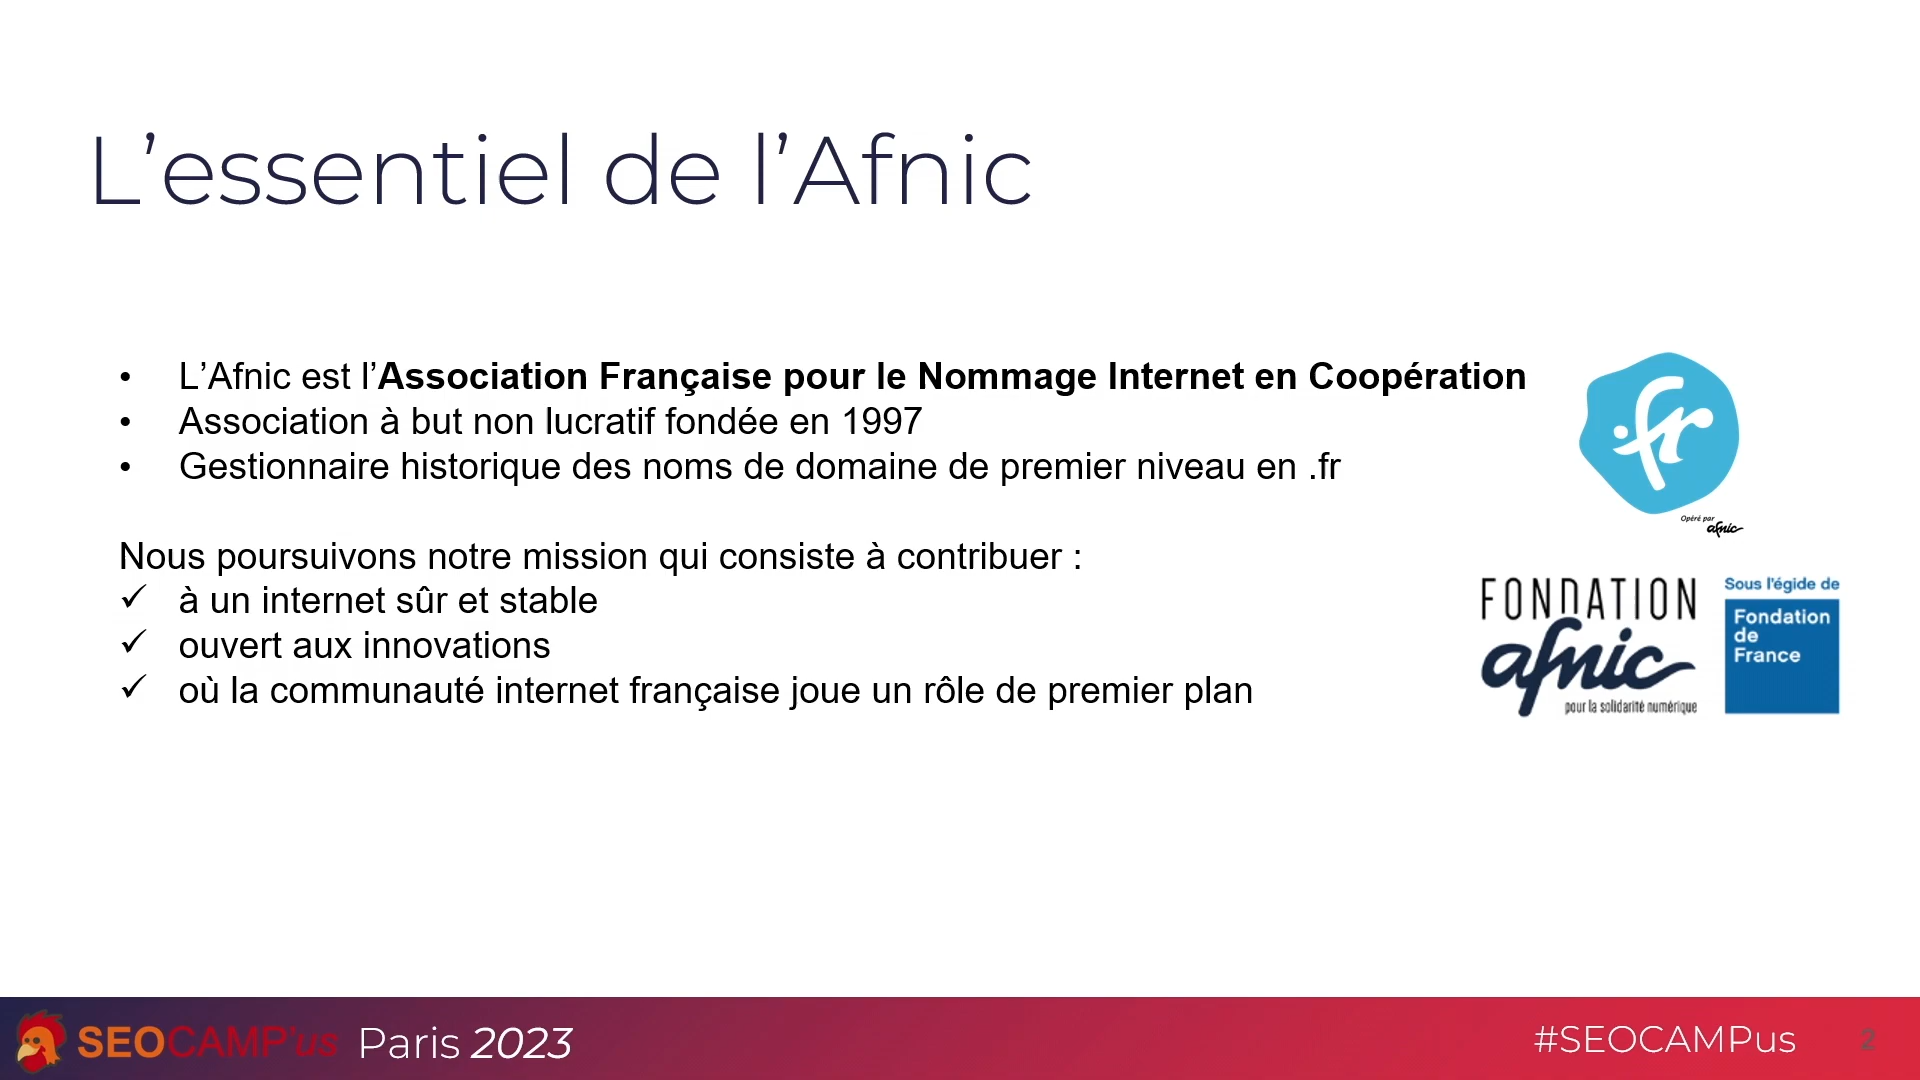 L’essentiel de l’Afnic
• L’Afnic est l’Association Française pour le Nommage Internet en Coopération
• Association à but non lucratif fondée en 1997
• Gestionnaire historique des noms de domaine de premier niveau en .fr
Nous poursuivons notre mission qui consiste à contribuer :
✓ à un internet sûr et stable
✓ ouvert aux innovations
✓ où la communauté internet française joue un rôle de premier plan
.fr
Opéré par
afnic
FONDATION
afnic
pour la solidarité numérique
Sous l'égide de
Fondation
de
France
SEOCAMP'us Paris 2023
#SEOCAMPus
2